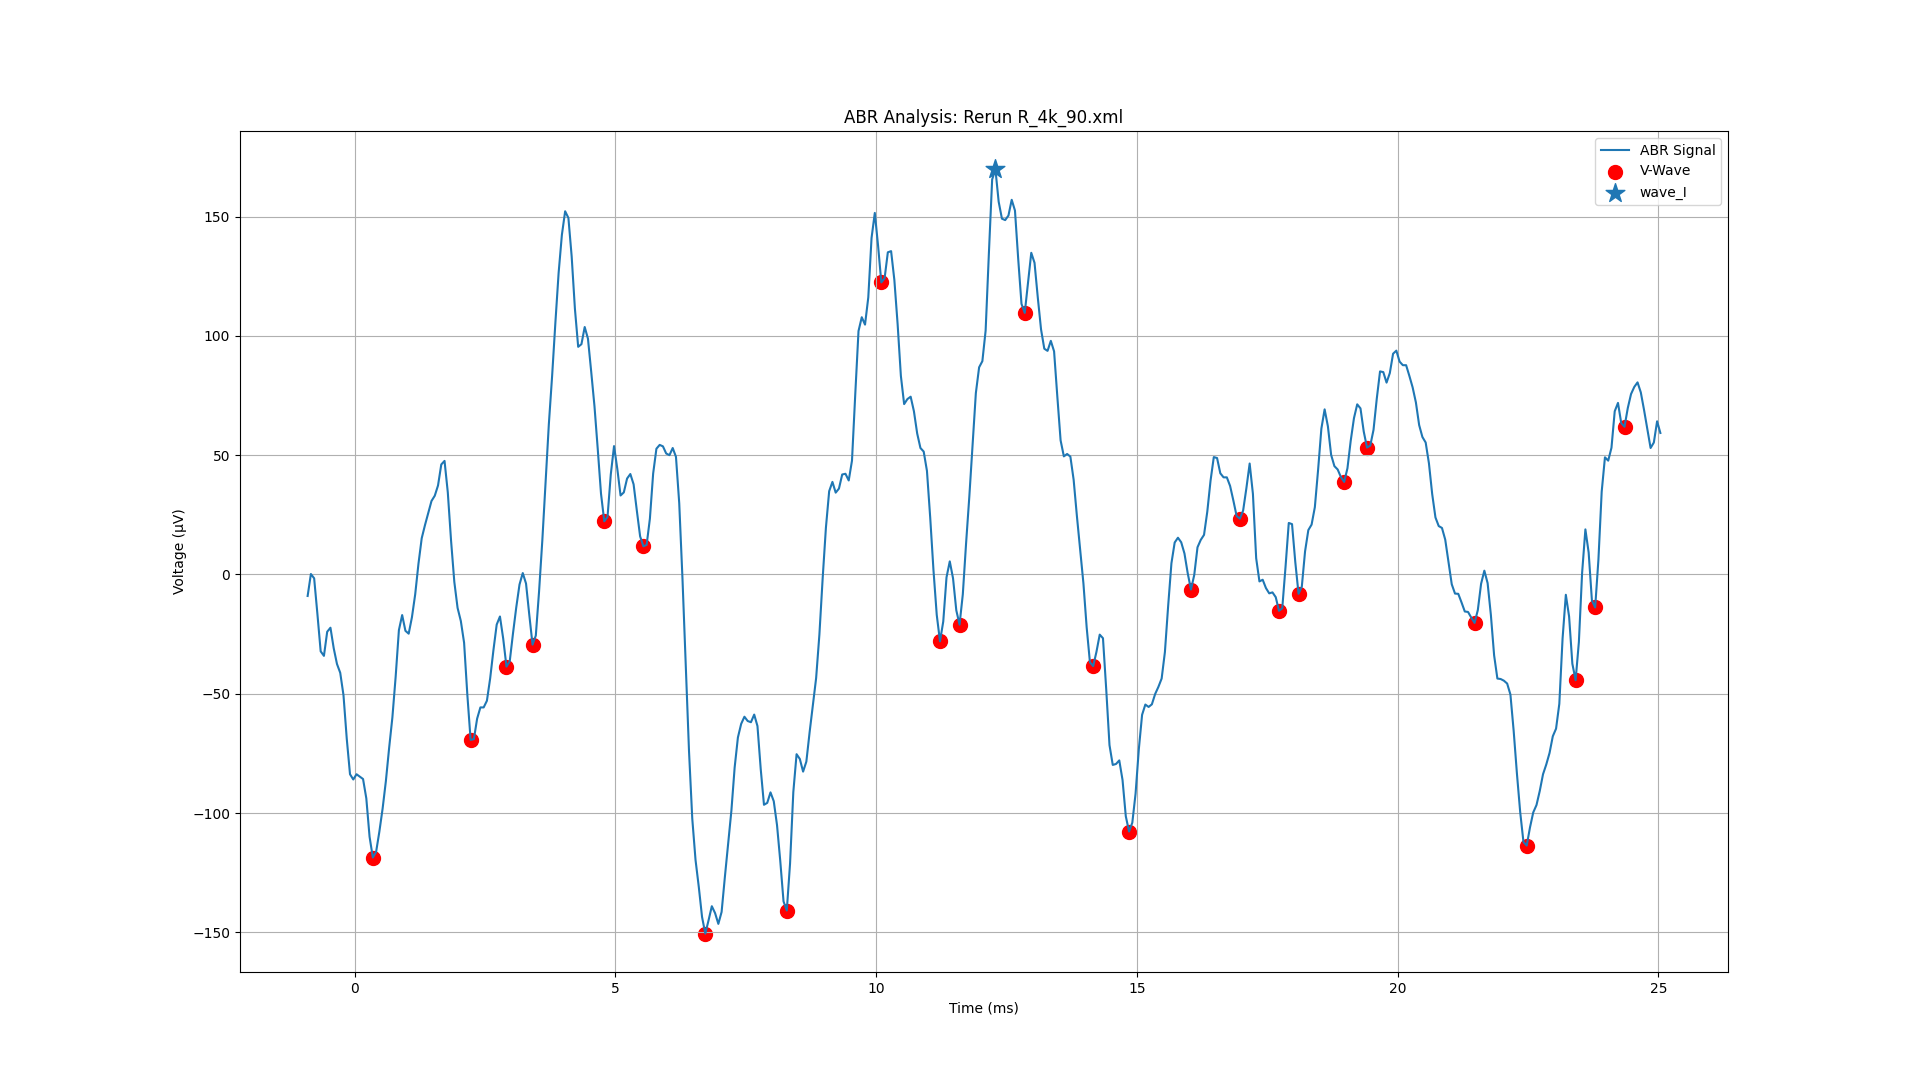 ABR Analysis: Rerun R_4k_90.xml
ABR Signal
V-Wave
wave_I
Voltage (µV)
150
100
50
0
−50
−100
−150
0 5 10 15 20 25
Time (ms)